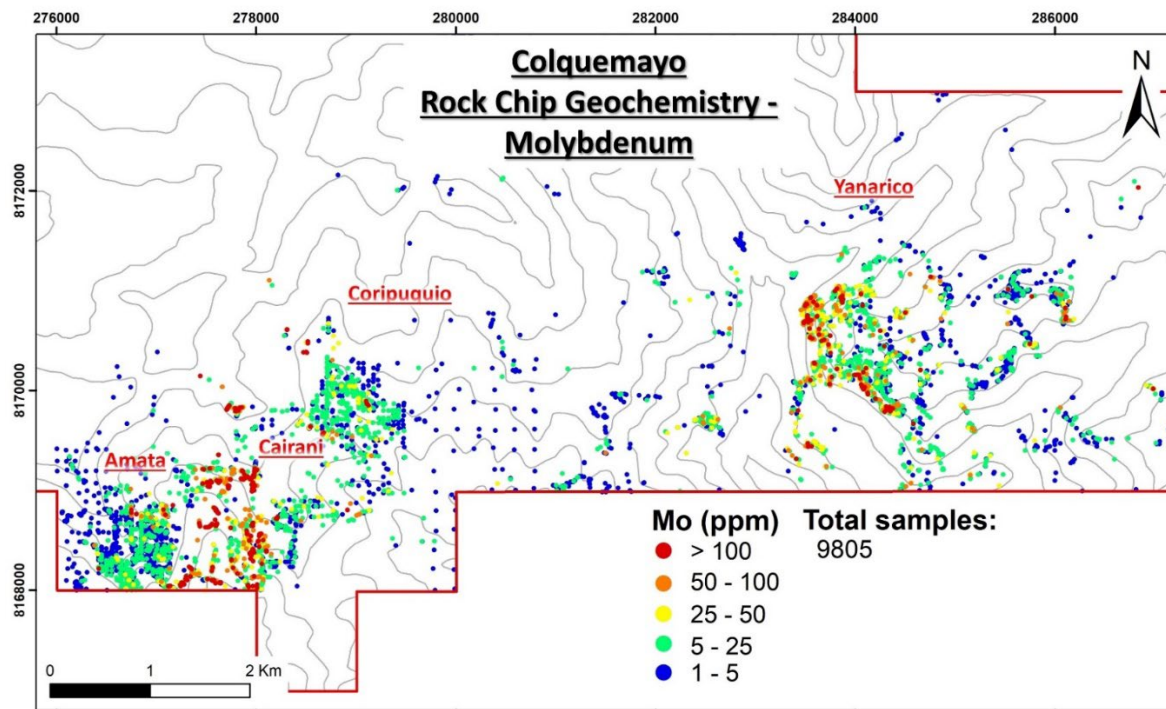 276000 278000 280000 282000 284000 286000
Colquemayo
Rock Chip Geochemistry -
Molybdenum
N
8172000
Yanarico
Coripuquio
8170000
Cairani
Amata
Mo (ppm) Total samples:
> 100 9805
50 - 100
25 - 50
5 - 25
1 - 5
8168000
0 1 2 Km